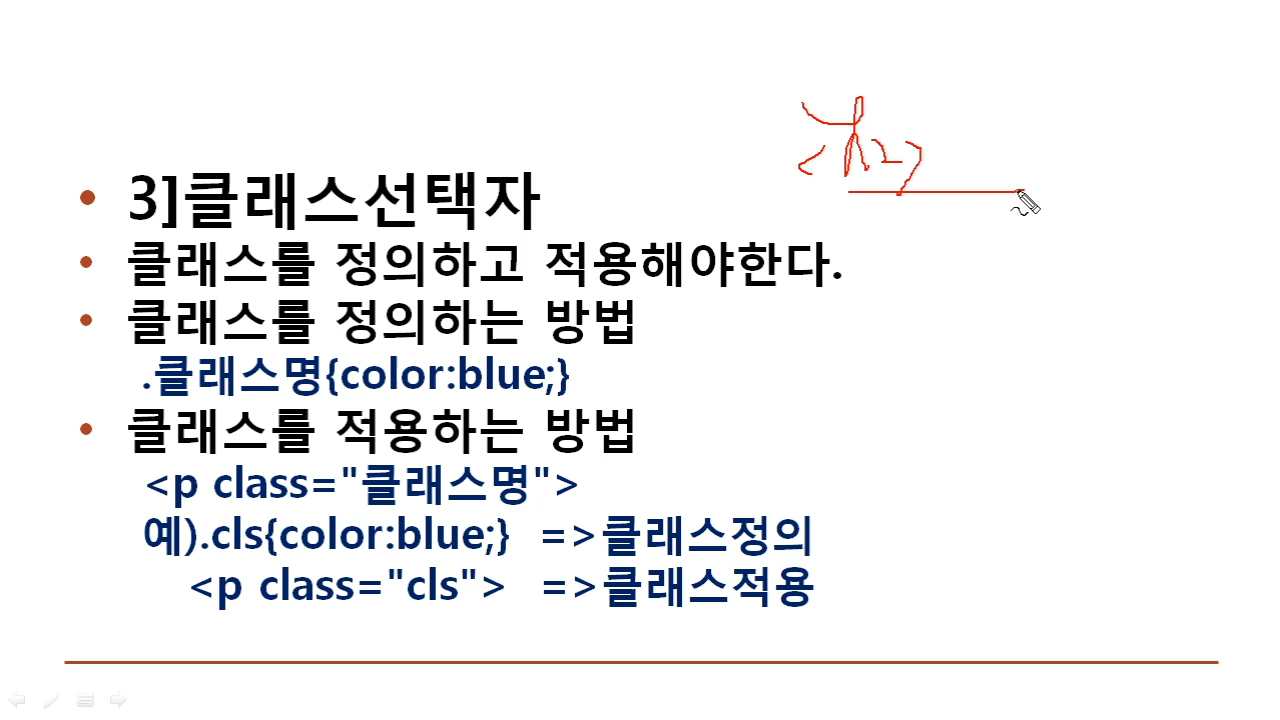 3]클래스선택자
클래스를 정의하고 적용해야한다.
클래스를 정의하는 방법
.클래스명{color:blue;}
클래스를 적용하는 방법
<p class="클래스명">
예).cls{color:blue;} =>클래스정의
<p class="cls"> =>클래스적용